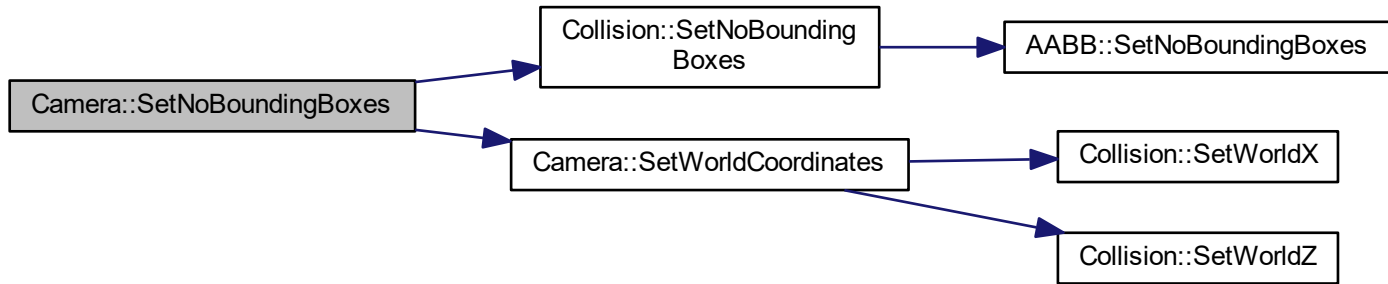 Camera::SetNoBoundingBoxes
Collision::SetNoBounding
Boxes
AABB::SetNoBoundingBoxes
Camera::SetWorldCoordinates
Collision::SetWorldX
Collision::SetWorldZ